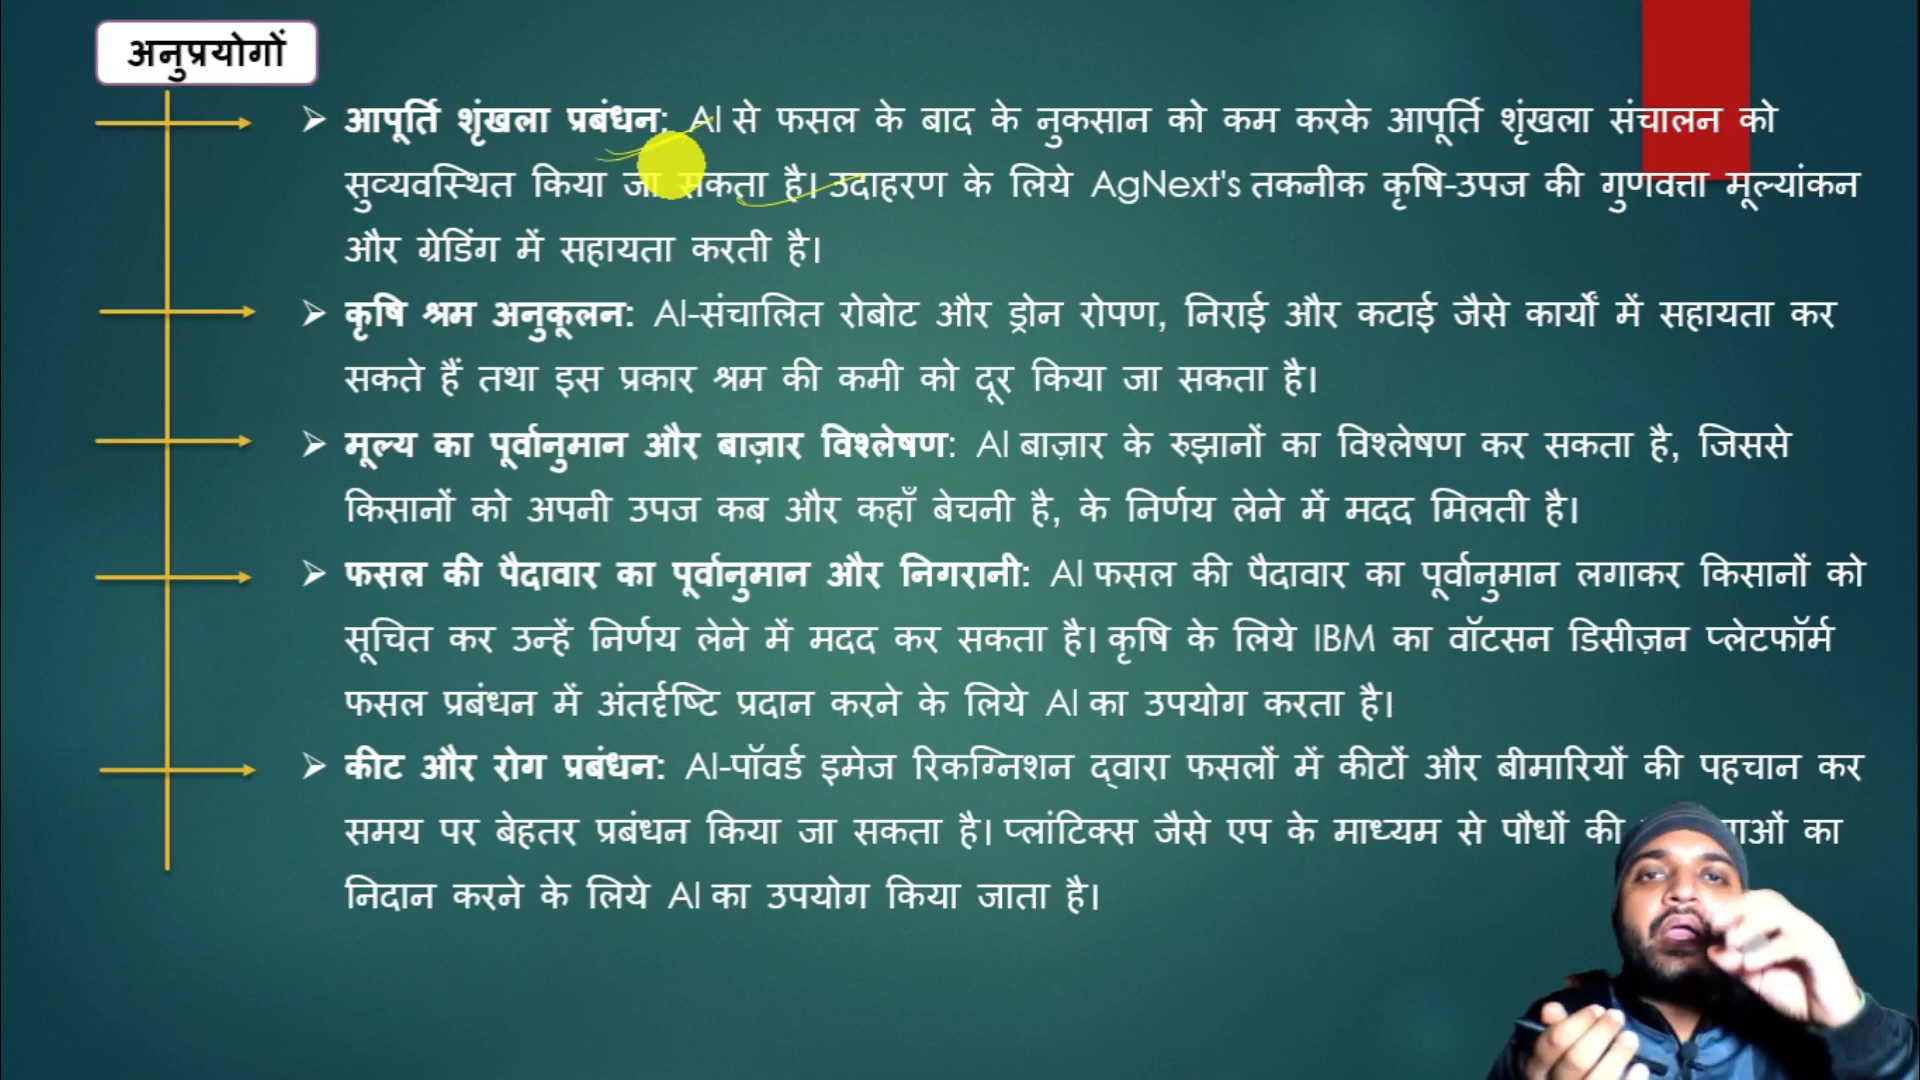 अनुप्रयोगों
➢ आपूर्ति शृंखला प्रबंधन: AI से फसल के बाद के नुकसान को कम करके आपूर्ति शृंखला संचालन को
सुव्यवस्थित किया जा सकता है। उदाहरण के लिये AgNext's तकनीक कृषि-उपज की गुणवत्ता मूल्यांकन
और ग्रेडिंग में सहायता करती है।
➢ कृषि श्रम अनुकूलन: AI-संचालित रोबोट और ड्रोन रोपण, निराई और कटाई जैसे कार्यों में सहायता कर
सकते हैं तथा इस प्रकार श्रम की कमी को दूर किया जा सकता है।
➢ मूल्य का पूर्वानुमान और बाज़ार विश्लेषण: AI बाज़ार के रुझानों का विश्लेषण कर सकता है, जिससे
किसानों को अपनी उपज कब और कहाँ बेचनी है, के निर्णय लेने में मदद मिलती है।
➢ फसल की पैदावार का पूर्वानुमान और निगरानी: AI फसल की पैदावार का पूर्वानुमान लगाकर किसानों को
सूचित कर उन्हें निर्णय लेने में मदद कर सकता है। कृषि के लिये IBM का वॉटसन डिसीज़न प्लेटफॉर्म
फसल प्रबंधन में अंतर्दृष्टि प्रदान करने के लिये AI का उपयोग करता है।
➢ कीट और रोग प्रबंधन: AI-पॉवर्ड इमेज रिकग्निशन द्वारा फसलों में कीटों और बीमारियों की पहचान कर
समय पर बेहतर प्रबंधन किया जा सकता है। प्लांटिक्स जैसे एप के माध्यम से पौधों की का
निदान करने के लिये AI का उपयोग किया जाता है।